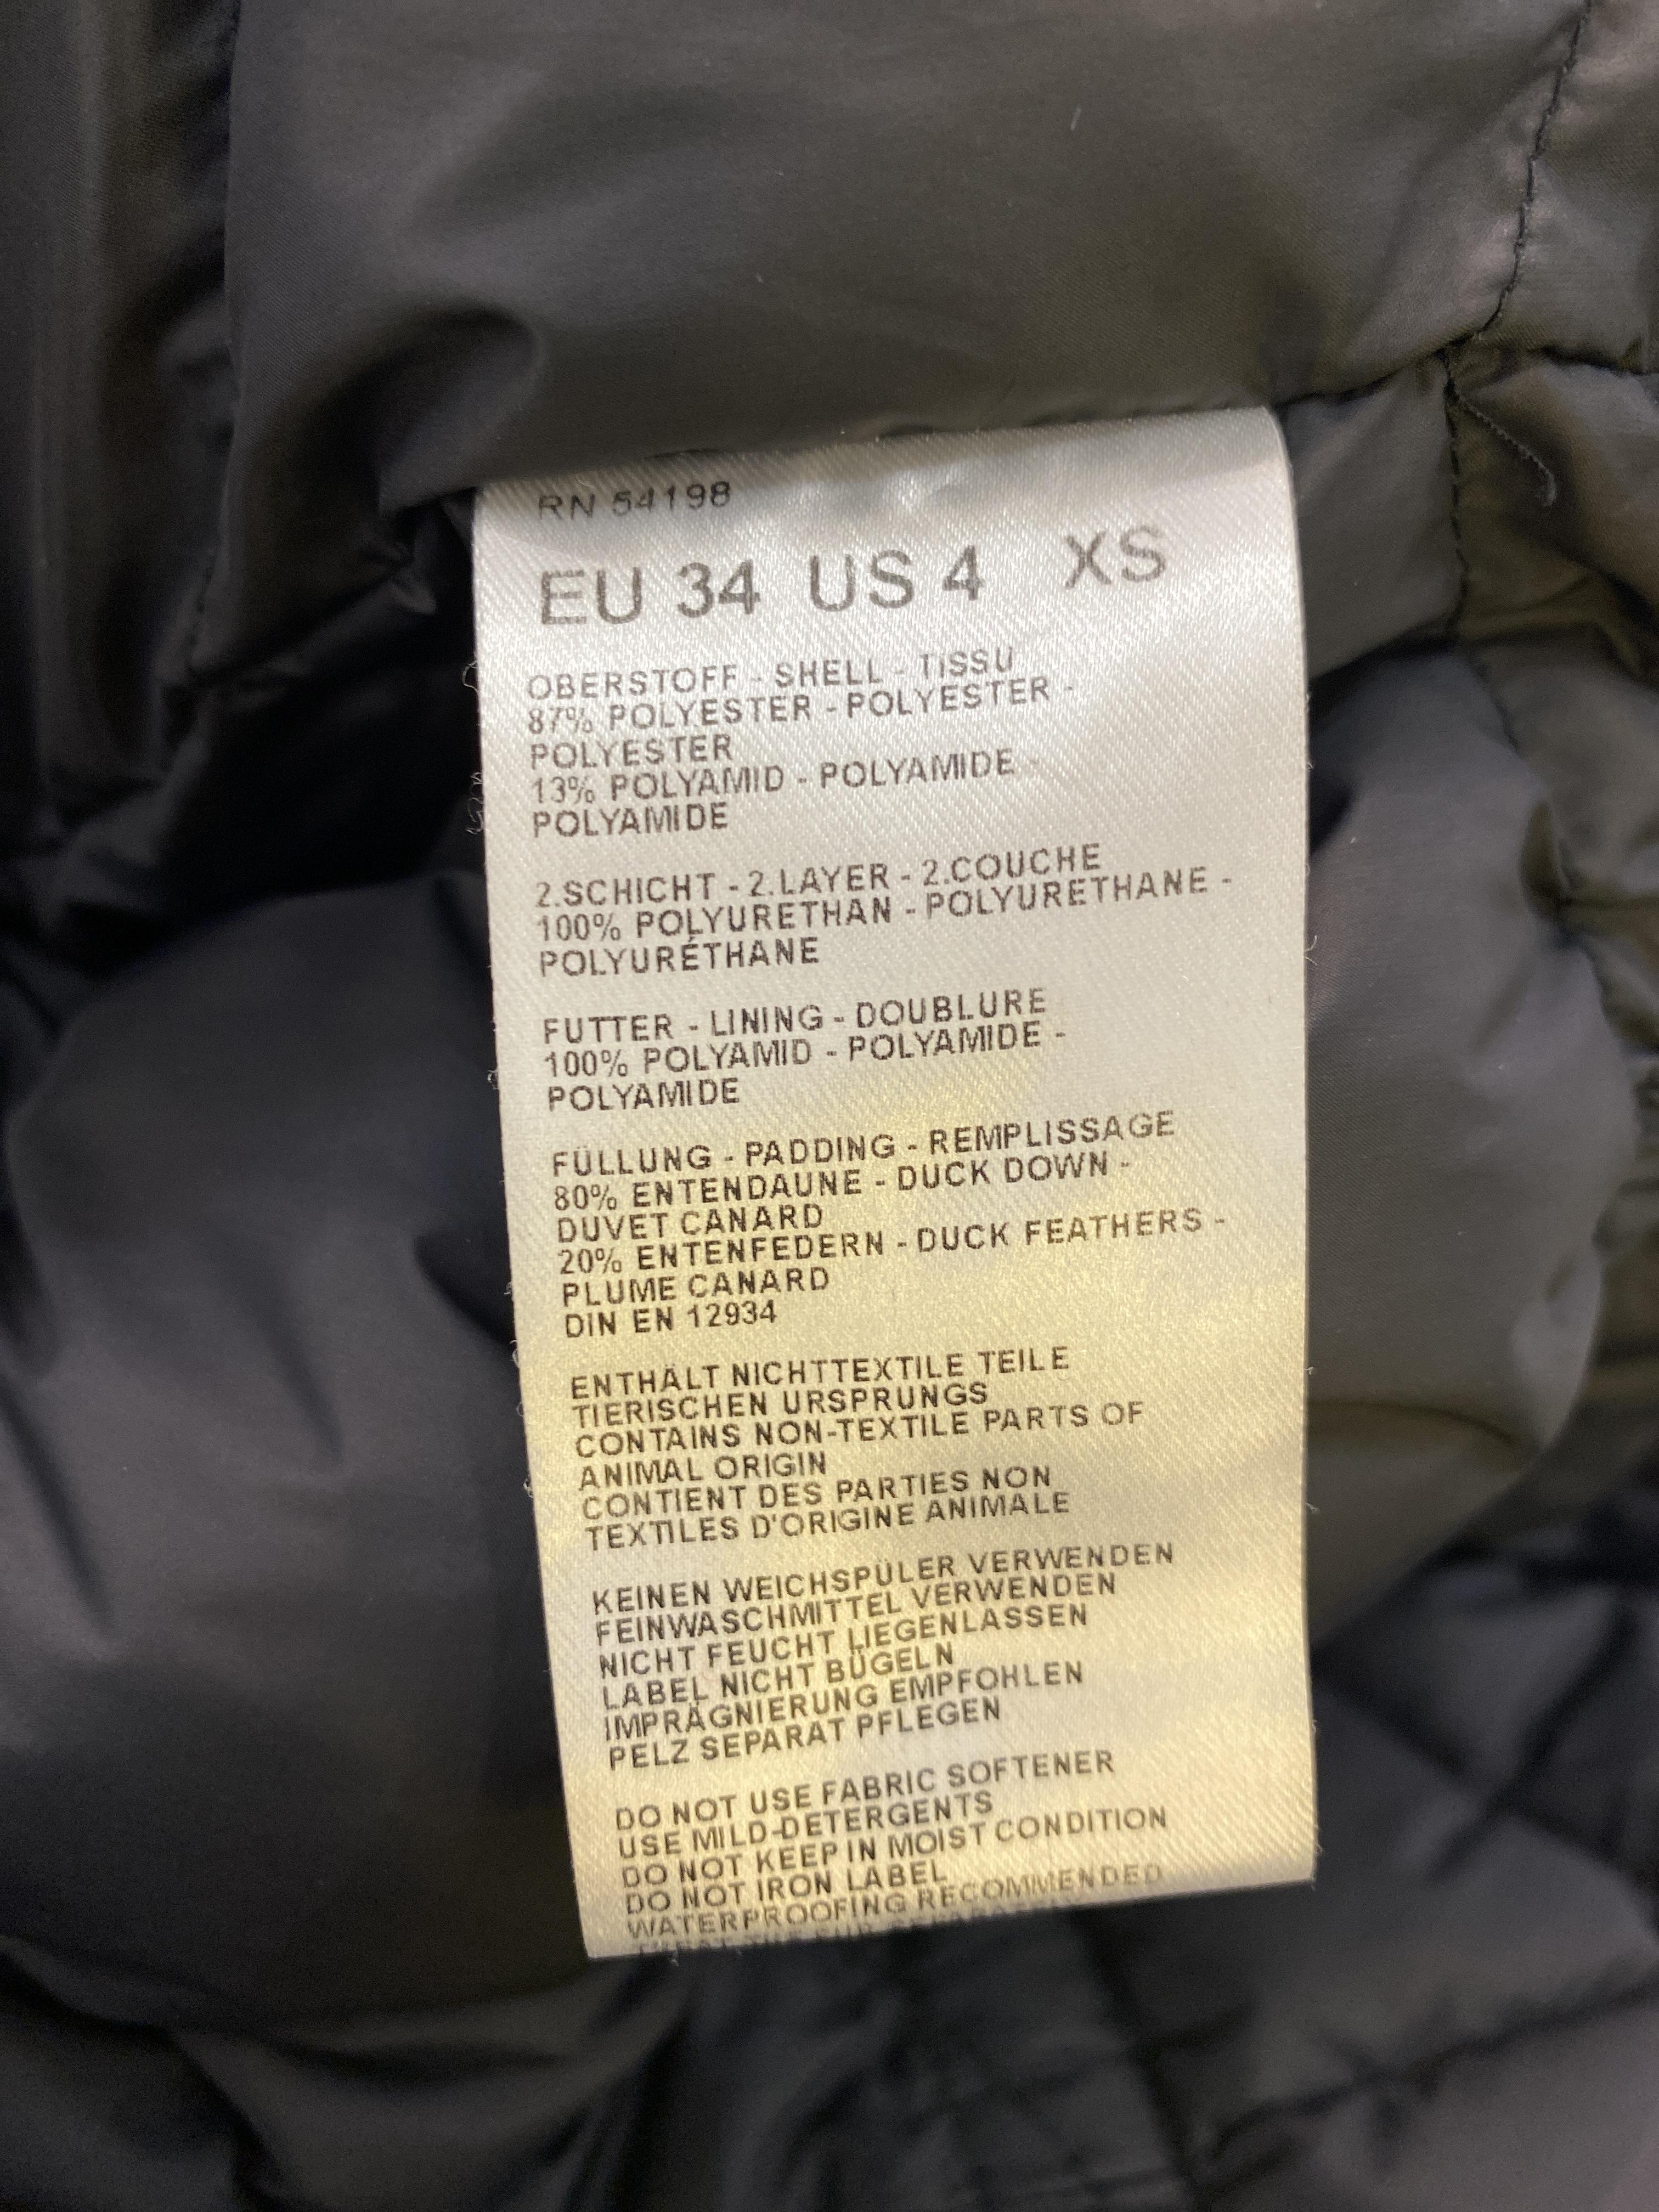 RN 54198
EU 34 US 4 XS
OBERSTOFF - SHELL - TISSU
87% POLYESTER - POLYESTER -
POLYESTER
13% POLYAMID - POLYAMIDE -
POLYAMIDE
2.SCHICHT - 2.LAYER - 2.COUCHE
100% POLYURETHAN - POLYURETHANE -
POLYURÉTHANE
FUTTER - LINING - DOUBLURE
100% POLYAMID - POLYAMIDE -
POLYAMIDE
FÜLLUNG - PADDING - REMPLISSAGE
80% ENTENDAUNE - DUCK DOWN -
DUVET CANARD
20% ENTENFEDERN - DUCK FEATHERS -
PLUME CANARD
DIN EN 12934
ENTHÄLT NICHTTEXTILE TEILE
TIERISCHEN URSPRUNGS
CONTAINS NON-TEXTILE PARTS OF
ANIMAL ORIGIN
CONTIENT DES PARTIES NON
TEXTILES D'ORIGINE ANIMALE
KEINEN WEICHSPÜLER VERWENDEN
FEINWASCHMITTEL VERWENDEN
NICHT FEUCHT LIEGENLASSEN
LABEL NICHT BÜGELN
IMPRÄGNIERUNG EMPFOHLEN
PELZ SEPARAT PFLEGEN
DO NOT USE FABRIC SOFTENER
USE MILD-DETERGENTS
DO NOT KEEP IN MOIST CONDITION
DO NOT IRON LABEL
WATERPROOFING RECOMMENDED